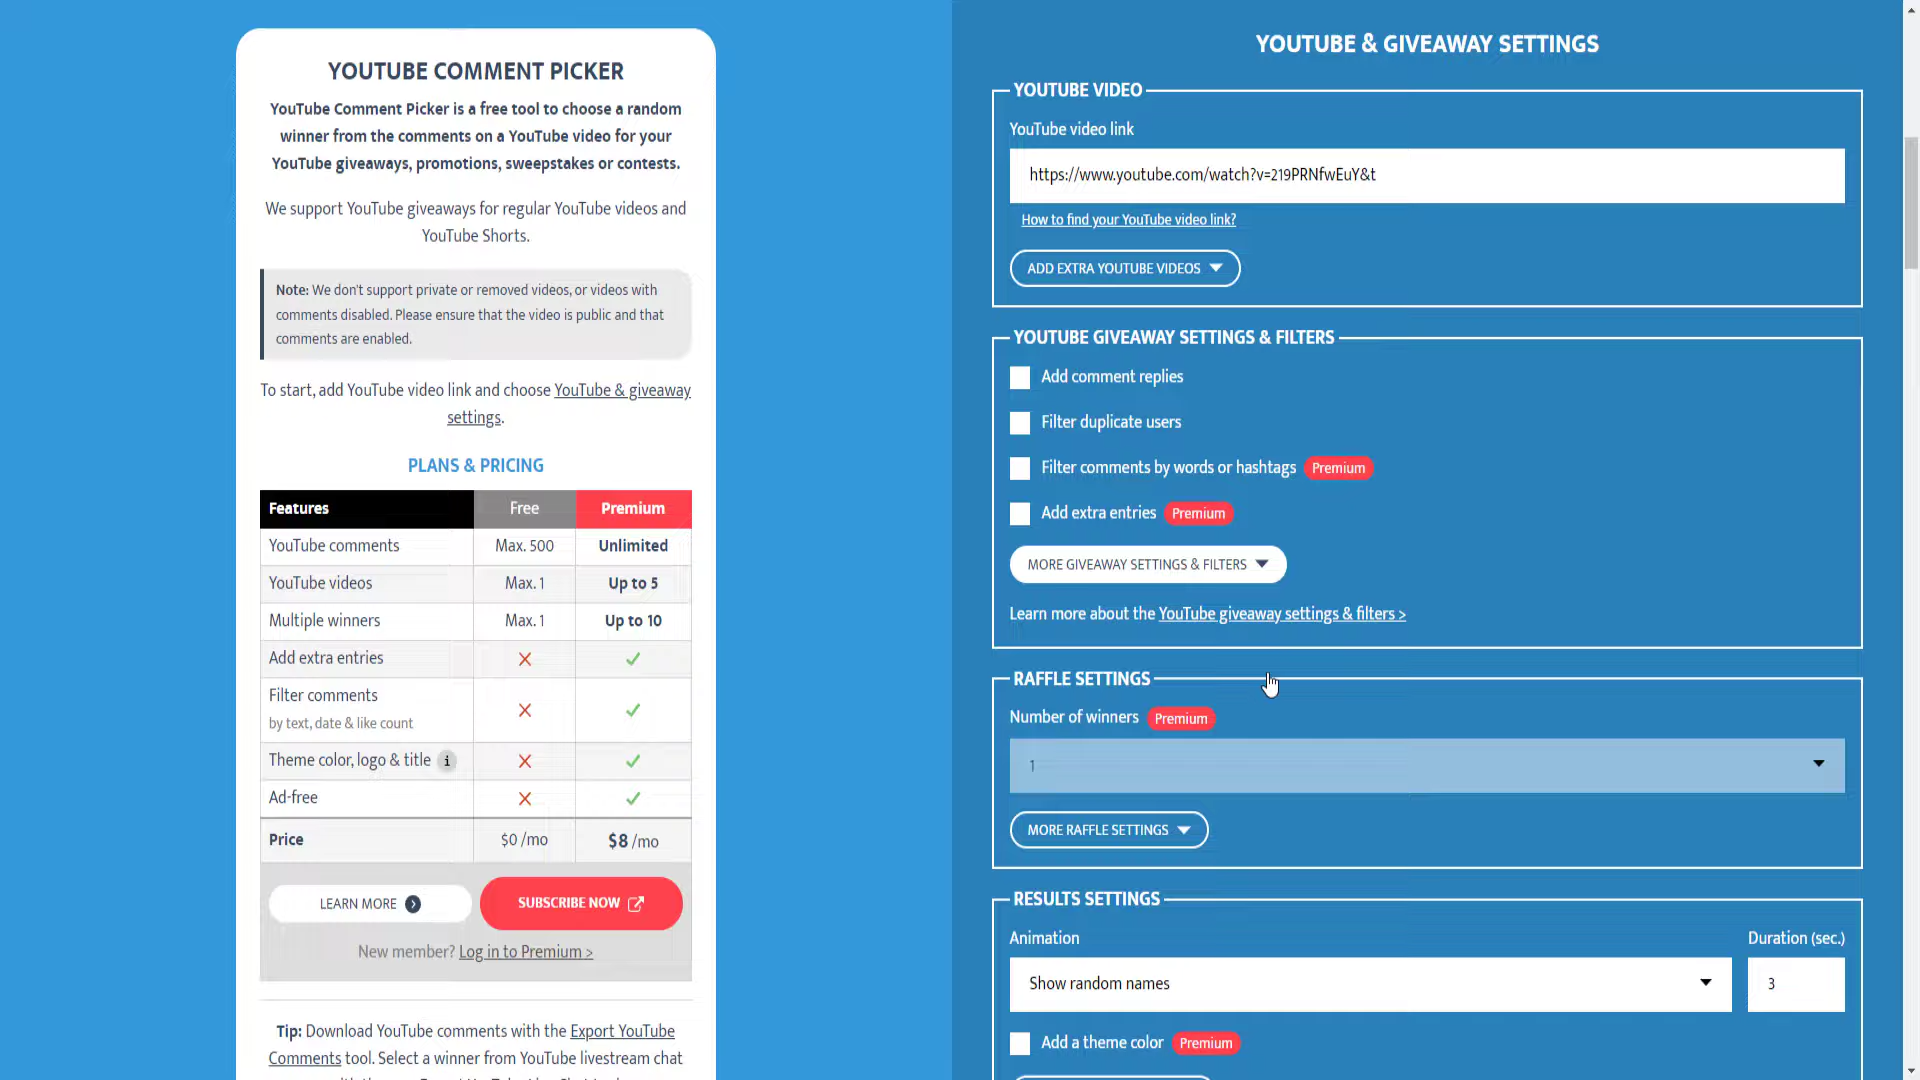 YOUTUBE COMMENT PICKER
YouTube Comment Picker is a free tool to choose a random
winner from the comments on a YouTube video for your
YouTube giveaways, promotions, sweepstakes or contests.
We support YouTube giveaways for regular YouTube videos and
YouTube Shorts.
Note: We don't support private or removed videos, or videos with
comments disabled. Please ensure that the video is public and that
comments are enabled.
To start, add YouTube video link and choose YouTube & giveaway
settings.
PLANS & PRICING
Features Free Premium
YouTube comments Max. 500 Unlimited
YouTube videos Max. 1 Up to 5
Multiple winners Max. 1 Up to 10
Add extra entries
Filter comments
by text, date & like count
Theme color, logo & title i
Ad-free
Price $0 /mo $8 /mo
LEARN MORE SUBSCRIBE NOW
New member? Log in to Premium >
Tip: Download YouTube comments with the Export YouTube
Comments tool. Select a winner from YouTube livestream chat
YOUTUBE & GIVEAWAY SETTINGS
YOUTUBE VIDEO
YouTube video link
https://www.youtube.com/watch?v=219PRNfwEuY&t
How to find your YouTube video link?
ADD EXTRA YOUTUBE VIDEOS
YOUTUBE GIVEAWAY SETTINGS & FILTERS
Add comment replies
Filter duplicate users
Filter comments by words or hashtags Premium
Add extra entries Premium
MORE GIVEAWAY SETTINGS & FILTERS
Learn more about the YouTube giveaway settings & filters >
RAFFLE SETTINGS
Number of winners Premium
1
MORE RAFFLE SETTINGS
RESULTS SETTINGS
Animation Duration (sec.)
Show random names 3
Add a theme color Premium